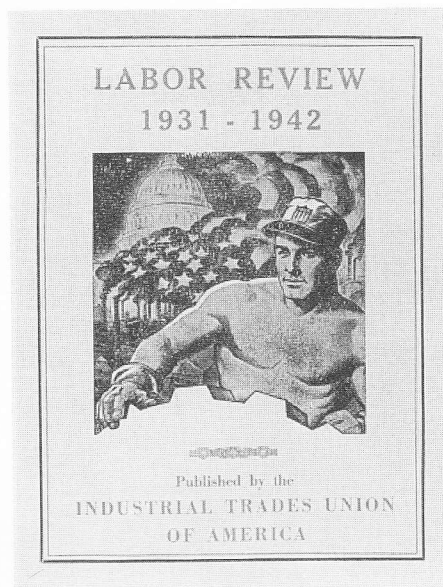 LABOR REVIEW
1931 - 1942
Published by the
INDUSTRIAL TRADES UNION
OF AMERICA